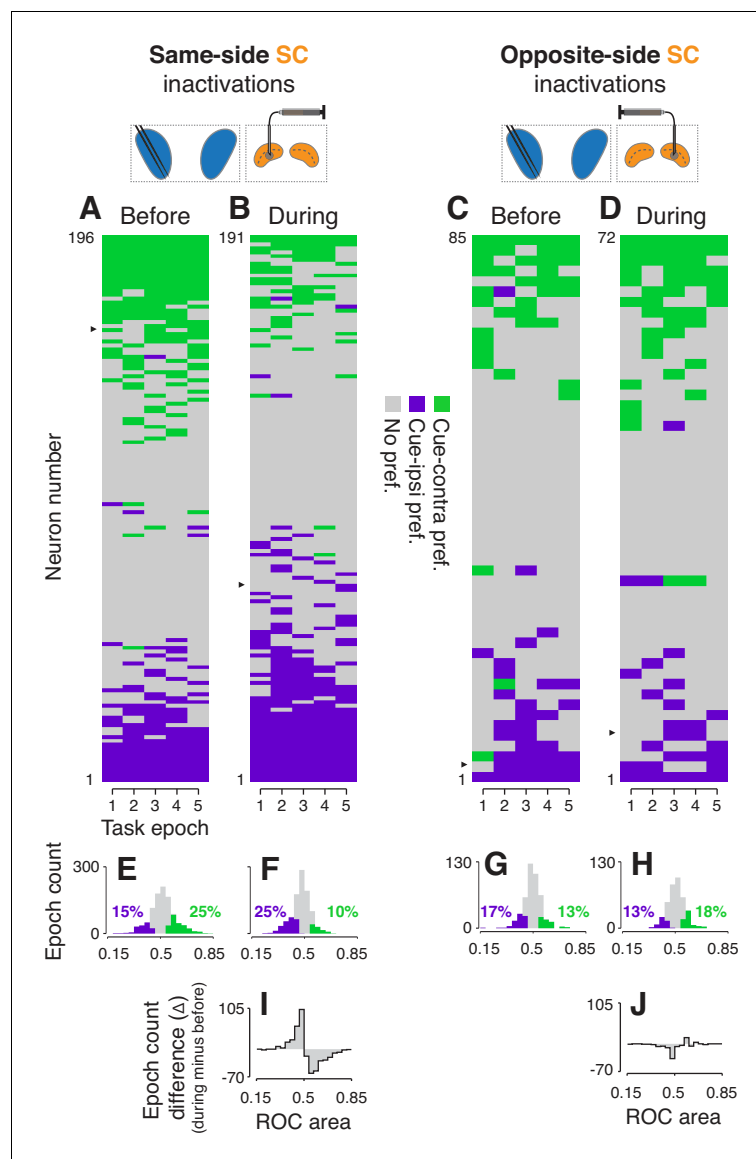 Same-side SC
inactivations
Opposite-side SC
inactivations
A Before
B During
C Before
D During
196
191
85
72
Neuron number
Cue-contra pref.
Cue-ipsi pref.
No pref.
1
1
1
1
1 2 3 4 5
1 2 3 4 5
1 2 3 4 5
1 2 3 4 5
Task epoch
Epoch count
300
0
E
15%
25%
0.15 0.5 0.85
F
25%
10%
0.15 0.5 0.85
130
0
G
17%
13%
0.15 0.5 0.85
130
0
H
13%
18%
0.15 0.5 0.85
Epoch count
difference (Δ)
(during minus before)
105
-70
I
0.15 0.5 0.85
ROC area
105
-70
J
0.15 0.5 0.85
ROC area